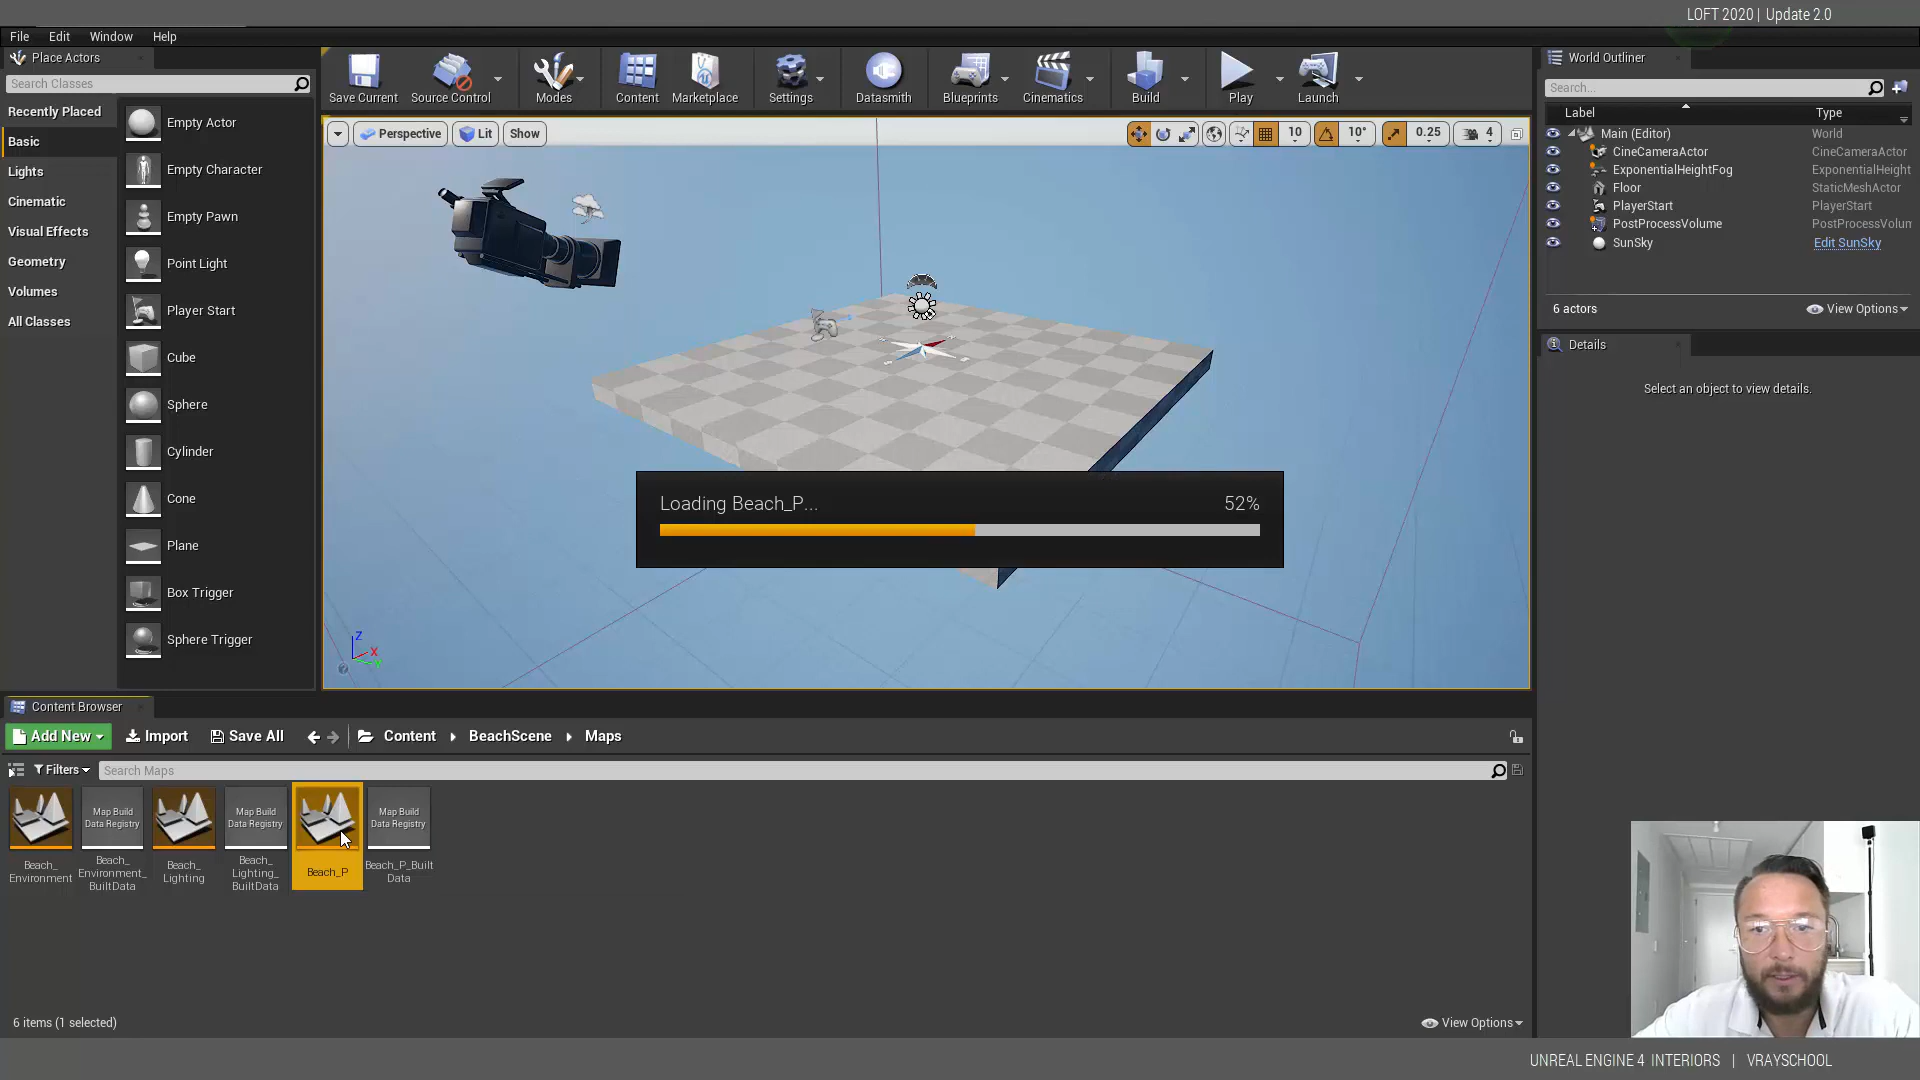 LOFT 2020 | Update 2.0
File Edit Window Help
Place Actors
Search Classes
Recently Placed
Basic
Lights
Cinematic
Visual Effects
Geometry
Volumes
All Classes
Empty Actor
Empty Character
Empty Pawn
Point Light
Player Start
Cube
Sphere
Cylinder
Cone
Plane
Box Trigger
Sphere Trigger
Save Current Source Control Modes Content Marketplace Settings Datasmith Blueprints Cinematics Build Play Launch
Perspective Lit Show 10 10° 0.25 4
Z
X
Y
Loading Beach_P... 52%
World Outliner
Search...
Label Type
Main (Editor) World
CineCameraActor CineCameraActor
ExponentialHeightFog ExponentialHeight
Floor StaticMeshActor
PlayerStart PlayerStart
PostProcessVolume PostProcessVolum
SunSky Edit SunSky
6 actors View Options
Details
Select an object to view details.
Content Browser
Add New Import Save All Content BeachScene Maps
Filters Search Maps
Map Build
Data Registry
Map Build
Data Registry
Map Build
Data Registry
Beach_
Environment
Beach_
Environment_
BuiltData
Beach_
Lighting
Beach_
Lighting_
BuiltData
Beach_P
Beach_P_Built
Data
6 items (1 selected) View Options
UNREAL ENGINE 4 INTERIORS | VRAYSCHOOL